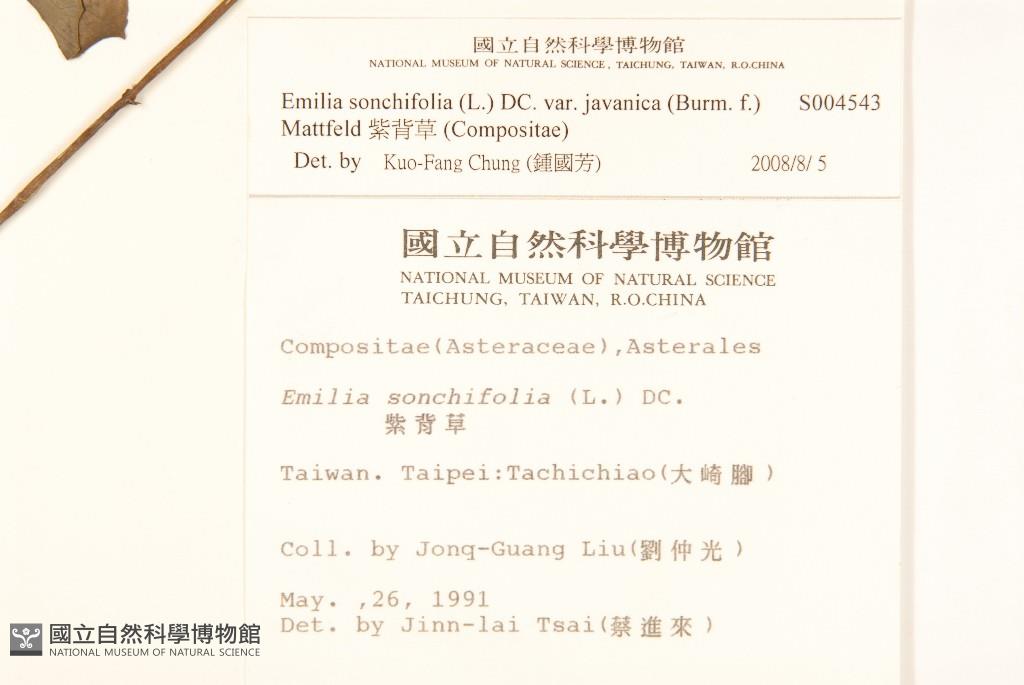 國立自然科學博物館
NATIONAL MUSEUM OF NATURAL SCIENCE, TAICHUNG, TAIWAN, R.O.CHINA
Emilia sonchifolia (L.) DC. var. javanica (Burm. f.) S004543
Mattfeld 紫背草 (Compositae)
Det. by Kuo-Fang Chung (鍾國芳) 2008/8/ 5
國立自然科學博物館
NATIONAL MUSEUM OF NATURAL SCIENCE
TAICHUNG, TAIWAN, R.O.CHINA
Compositae(Asteraceae),Asterales
Emilia sonchifolia (L.) DC.
紫背草
Taiwan. Taipei:Tachichiao(大崎腳)
Coll. by Jonq-Guang Liu(劉仲光)
May. ,26, 1991
Det. by Jinn-lai Tsai(蔡進來)
國立自然科學博物館
NATIONAL MUSEUM OF NATURAL SCIENCE